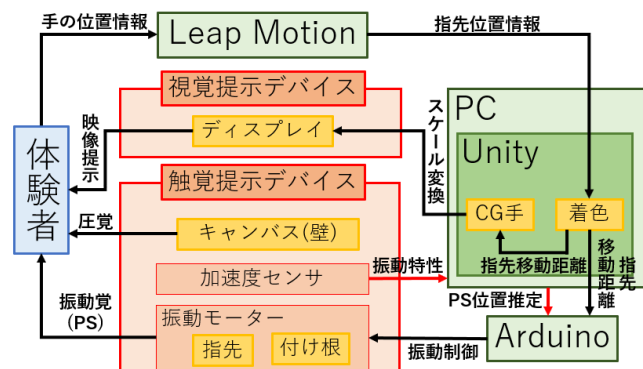 手の位置情報
Leap Motion
指先位置情報
視覚提示デバイス
ディスプレイ
映像提示
スケール変換
PC
Unity
CG手
着色
体験者
触覚提示デバイス
圧覚
キャンバス(壁)
指先移動距離
指先
移動距離
加速度センサ
振動特性
PS位置推定
振動覚
(PS)
振動モーター
指先
付け根
振動制御
Arduino